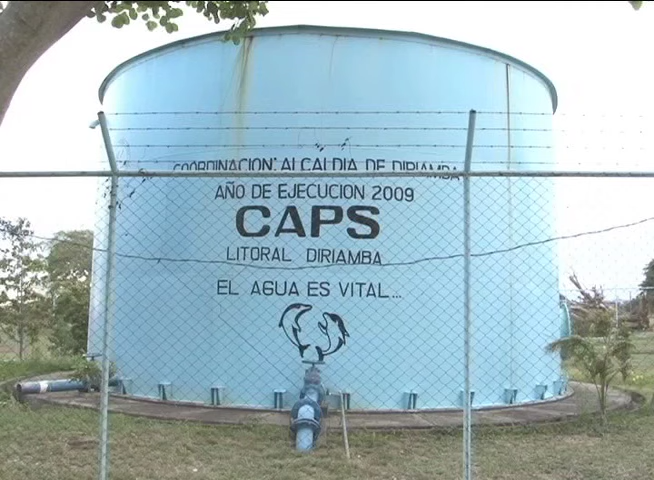 COORDINACION: ALCALDIA DE DIRIAMBA
AÑO DE EJECUCION 2009
CAPS
LITORAL DIRIAMBA
EL AGUA ES VITAL...